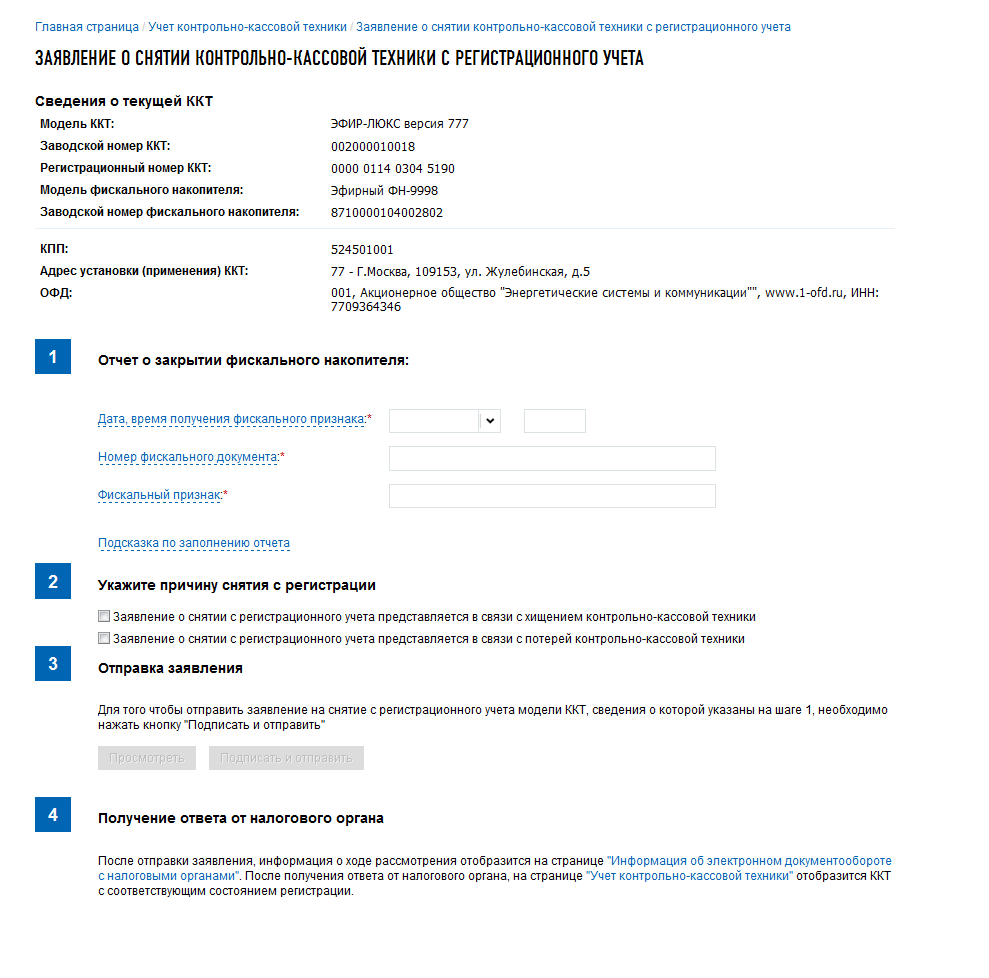 Главная страница / Учет контрольно-кассовой техники / Заявление о снятии контрольно-кассовой техники с регистрационного учета
ЗАЯВЛЕНИЕ О СНЯТИИ КОНТРОЛЬНО-КАССОВОЙ ТЕХНИКИ С РЕГИСТРАЦИОННОГО УЧЕТА
Сведения о текущей ККТ
Модель ККТ: ЭФИР-ЛЮКС версия 777
Заводской номер ККТ: 002000010018
Регистрационный номер ККТ: 0000 0114 0304 5190
Модель фискального накопителя: Эфирный ФН-9998
Заводской номер фискального накопителя: 8710000104002802
КПП: 524501001
Адрес установки (применения) ККТ: 77 - Г.Москва, 109153, ул. Жулебинская, д.5
ОФД: 001, Акционерное общество "Энергетические системы и коммуникации"", www.1-ofd.ru, ИНН:
7709364346
1 Отчет о закрытии фискального накопителя:
Дата, время получения фискального признака:*
Номер фискального документа:*
Фискальный признак:*
Подсказка по заполнению отчета
2 Укажите причину снятия с регистрации
Заявление о снятии с регистрационного учета представляется в связи с хищением контрольно-кассовой техники
Заявление о снятии с регистрационного учета представляется в связи с потерей контрольно-кассовой техники
3 Отправка заявления
Для того чтобы отправить заявление на снятие с регистрационного учета модели ККТ, сведения о которой указаны на шаге 1, необходимо
нажать кнопку "Подписать и отправить"
Просмотреть Подписать и отправить
4 Получение ответа от налогового органа
После отправки заявления, информация о ходе рассмотрения отобразится на странице "Информация об электронном документообороте
с налоговыми органами". После получения ответа от налогового органа, на странице "Учет контрольно-кассовой техники" отобразится ККТ
с соответствующим состоянием регистрации.